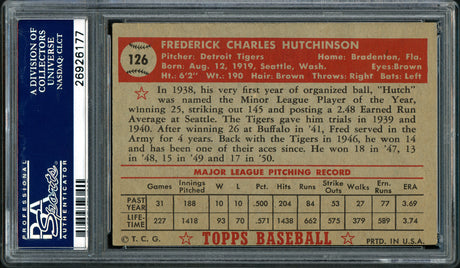 A DIVISION OF
COLLECTORS
UNIVERSE
NASDAQ: CLCT
26926177
PSA
Sports
PROFESSIONAL
AUTHENTICATOR
126
FREDERICK CHARLES HUTCHINSON
Pitcher: Detroit Tigers Home: Bradenton, Fla.
Born: Aug. 12, 1919, Seattle, Wash. Eyes:Brown
Ht.: 6'2" Wt.: 190 Hair: Brown Throws: Right Bats: Left
In 1938, his very first year of organized ball, "Hutch"
was named the Minor League Player of the Year,
winning 25, striking out 145 and posting a 2.48 Earned Run
Average at Seattle. The Tigers gave him trials in 1939 and
1940. After winning 26 at Buffalo in '41, Fred served in the
Army for 4 years. Back with the Tigers in 1946, he won 14
and has been one of their aces since. He won 18 in '47, 13
in '48, 15 in '49 and 17 in '50.
MAJOR LEAGUE PITCHING RECORD
Games Innings Pitched W L Pct. Hits Runs Strike Outs Walks Ern. Runs ERA
PAST YEAR 31 188 10 10 .500 204 84 53 27 77 3.69
LIFE-TIME 227 1418 93 70 .571 1438 662 575 379 584 3.74
© T. C. G. TOPPS BASEBALL PRTD. IN U.S.A.